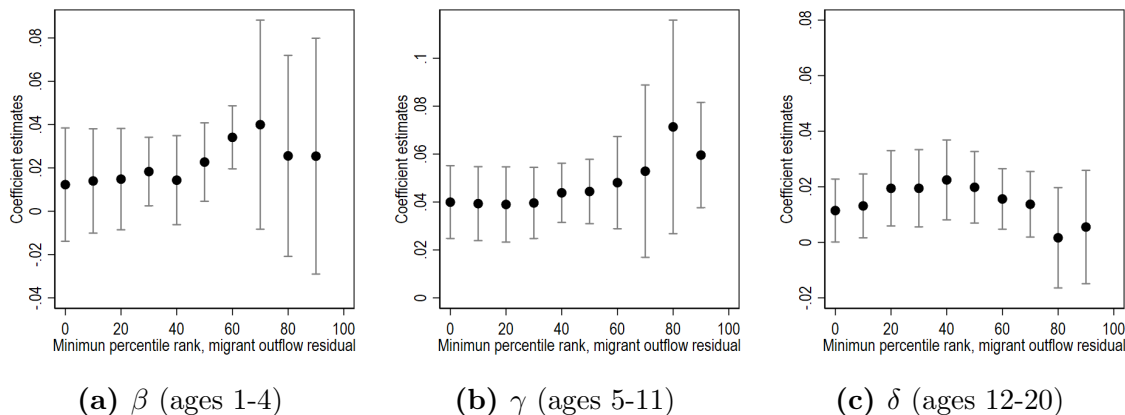 Coefficient estimates
-.04 -.02 0 .02 .04 .06 .08
0 20 40 60 80 100
Minimun percentile rank, migrant outflow residual
(a) β (ages 1-4)
Coefficient estimates
0 .02 .04 .06 .08 .1
0 20 40 60 80 100
Minimun percentile rank, migrant outflow residual
(b) γ (ages 5-11)
Coefficient estimates
-.02 0 .02 .04 .06 .08
0 20 40 60 80 100
Minimun percentile rank, migrant outflow residual
(c) δ (ages 12-20)